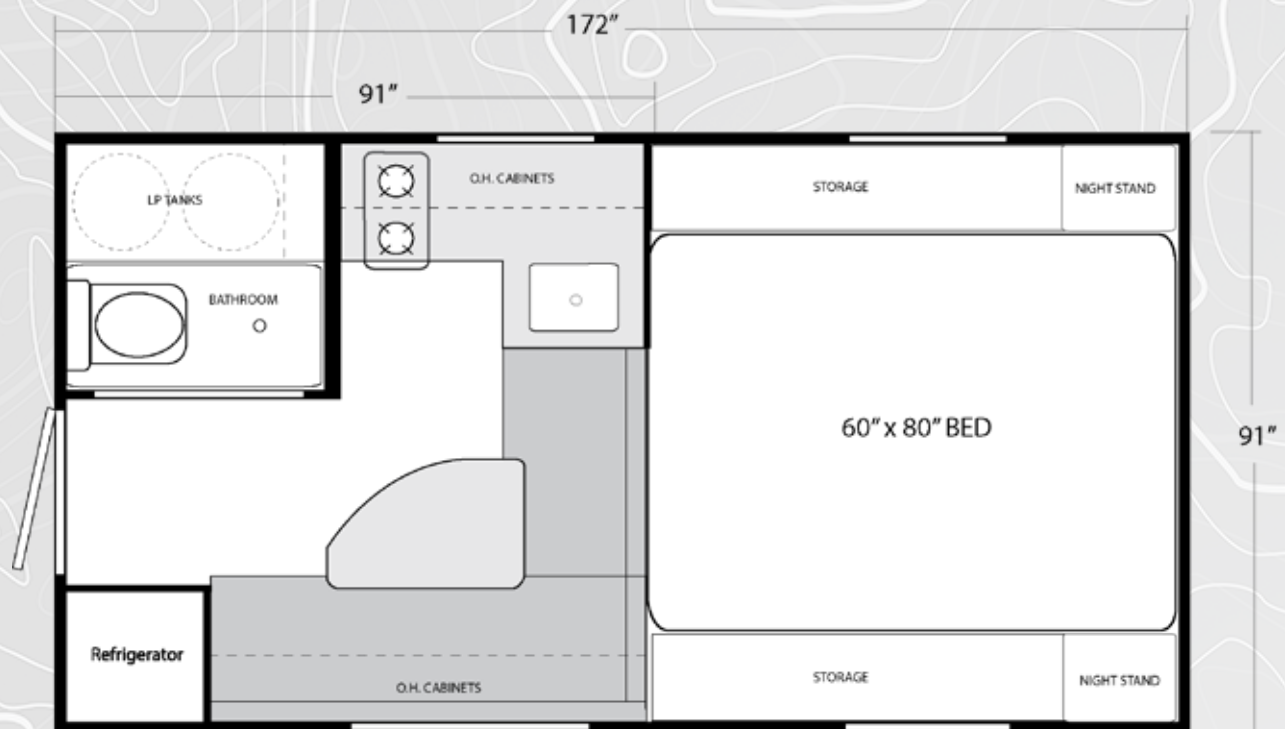 172”
91”
LP TANKS
O.H. CABINETS
STORAGE
NIGHT STAND
BATHROOM
60” x 80” BED
91”
Refrigerator
O.H. CABINETS
STORAGE
NIGHT STAND